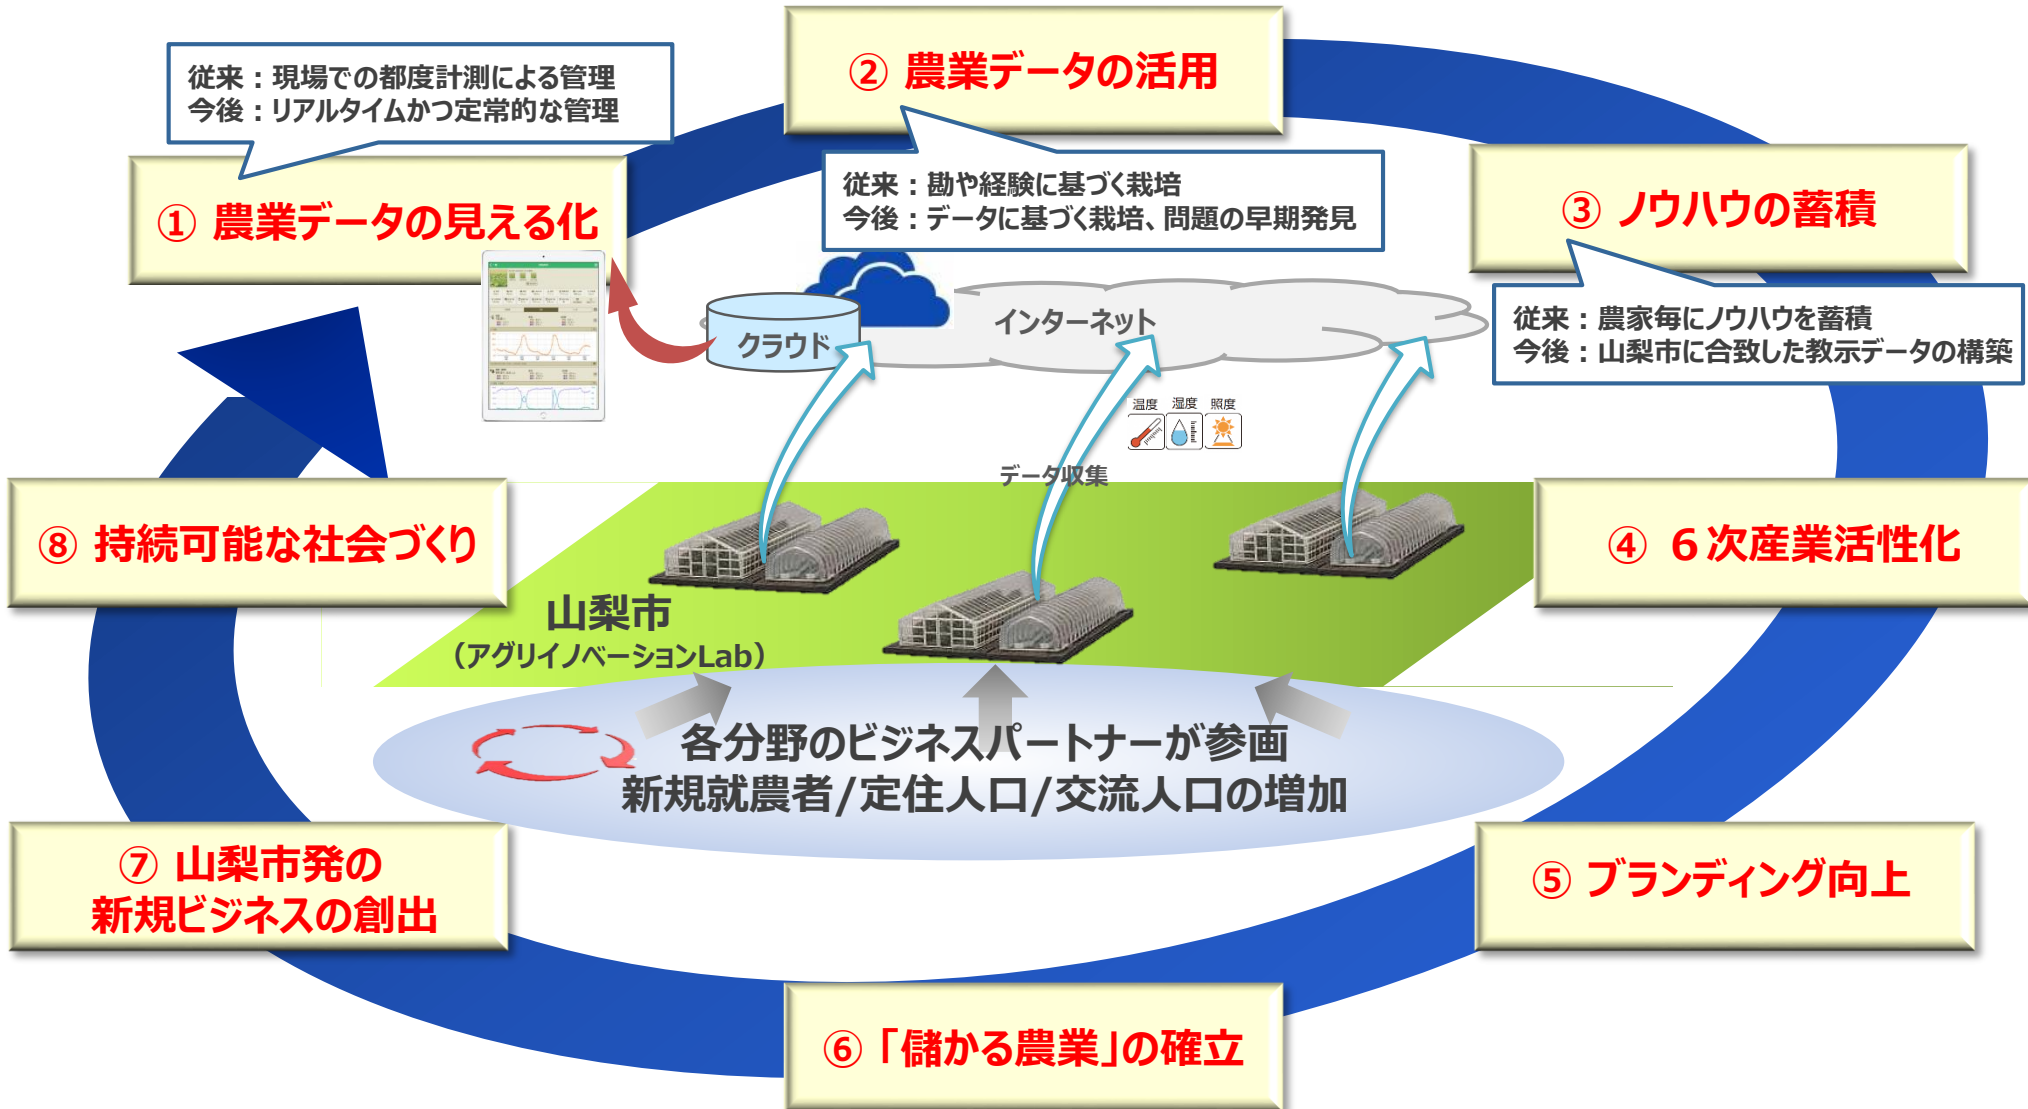 従来：現場での都度計測による管理
今後：リアルタイムかつ定常的な管理
① 農業データの見える化
② 農業データの活用
従来：勘や経験に基づく栽培
今後：データに基づく栽培、問題の早期発見
③ ノウハウの蓄積
従来：農家毎にノウハウを蓄積
今後：山梨市に合致した教示データの構築
クラウド
インターネット
温度 湿度 照度
データ収集
④ ６次産業活性化
⑧ 持続可能な社会づくり
山梨市
（アグリイノベーションLab）
各分野のビジネスパートナーが参画
新規就農者/定住人口/交流人口の増加
⑤ ブランディング向上
⑦ 山梨市発の
新規ビジネスの創出
⑥「儲かる農業」の確立